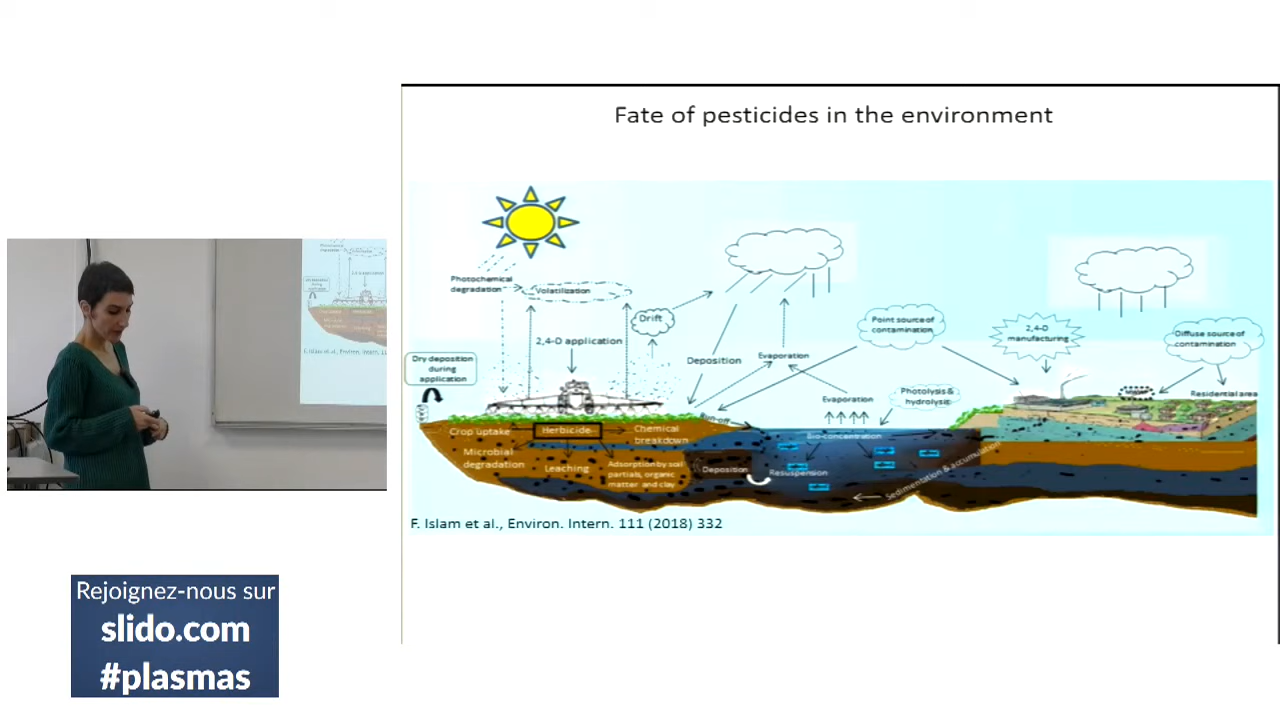 Fate of pesticides in the environment
Photochemical
degradation
Volatilization
Drift
2,4-D application
Dry deposition
during
application
Deposition
Evaporation
Point source of
contamination
2,4-D
manufacturing
Diffuse source of
contamination
Residential area
Evaporation
Photolysis &
hydrolysis
Run-off
Bio-concentration
Crop uptake
Herbicide
Chemical
breakdown
Microbial
degradation
Leaching
Adsorption by soil
partials, organic
matter and clay
Deposition
Resuspension
Sedimentation & accumulation
F. Islam et al., Environ. Intern. 111 (2018) 332
Rejoignez-nous sur
slido.com
#plasmas